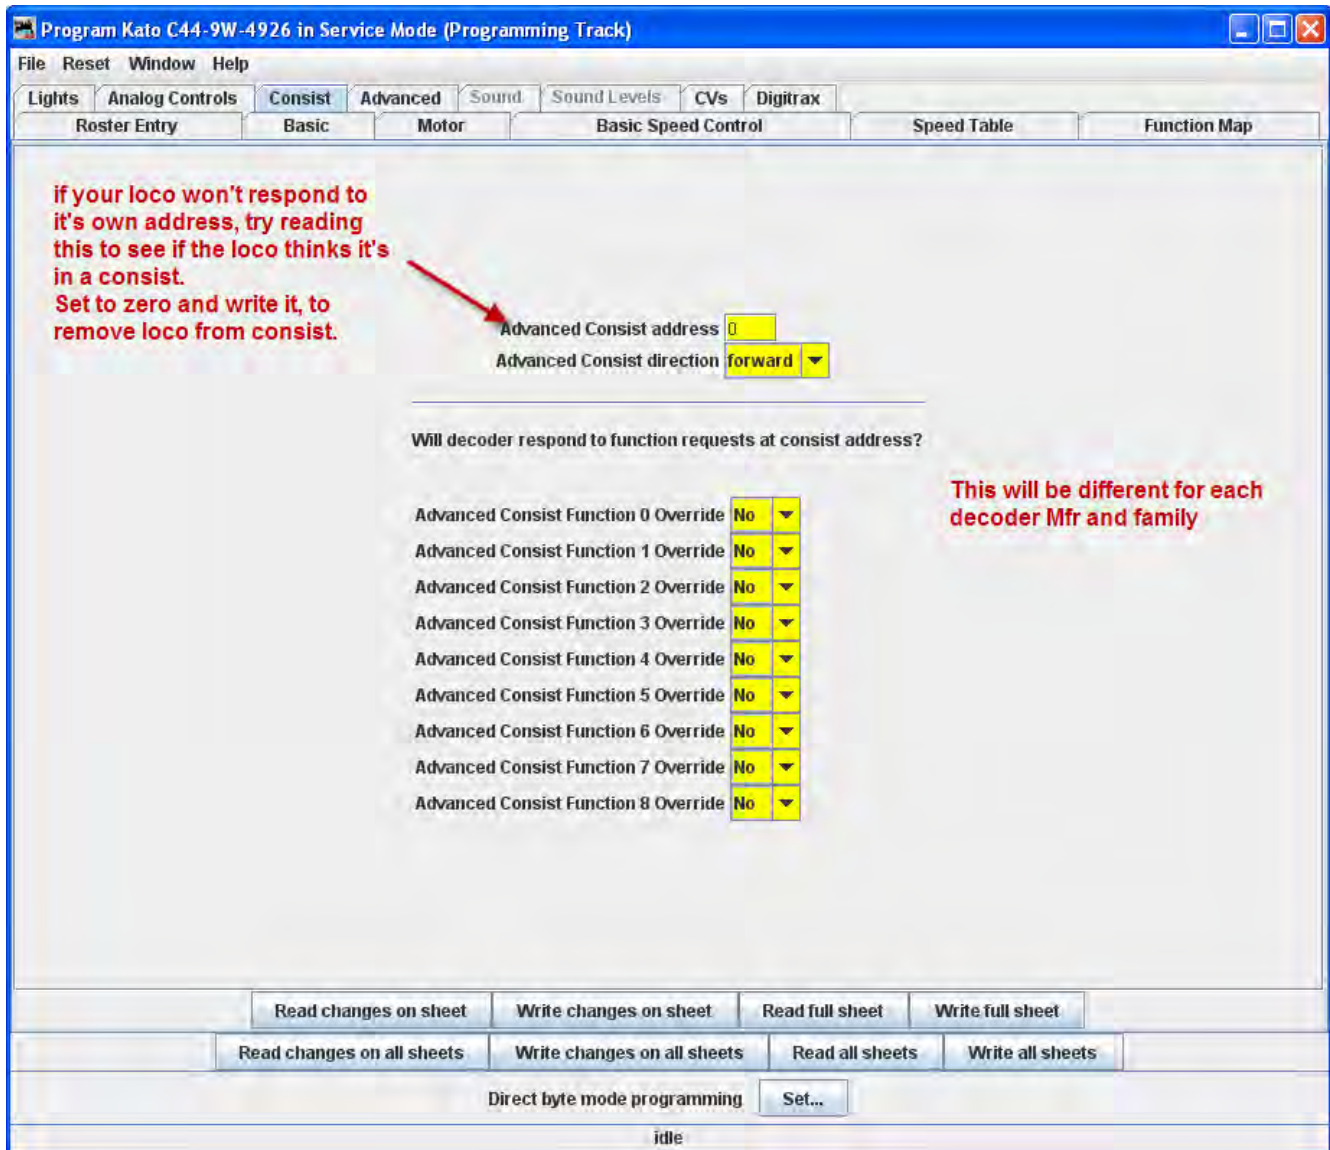 Program Kato C44-9W-4926 in Service Mode (Programming Track)
File Reset Window Help
Lights Analog Controls Consist Advanced Sound Sound Levels CVs Digitrax
Roster Entry Basic Motor Basic Speed Control Speed Table Function Map
if your loco won't respond to
it's own address, try reading
this to see if the loco thinks it's
in a consist.
Set to zero and write it, to
remove loco from consist.
Advanced Consist address 0
Advanced Consist direction forward
Will decoder respond to function requests at consist address?
This will be different for each
decoder Mfr and family
Advanced Consist Function 0 Override No
Advanced Consist Function 1 Override No
Advanced Consist Function 2 Override No
Advanced Consist Function 3 Override No
Advanced Consist Function 4 Override No
Advanced Consist Function 5 Override No
Advanced Consist Function 6 Override No
Advanced Consist Function 7 Override No
Advanced Consist Function 8 Override No
Read changes on sheet Write changes on sheet Read full sheet Write full sheet
Read changes on all sheets Write changes on all sheets Read all sheets Write all sheets
Direct byte mode programming Set...
idle